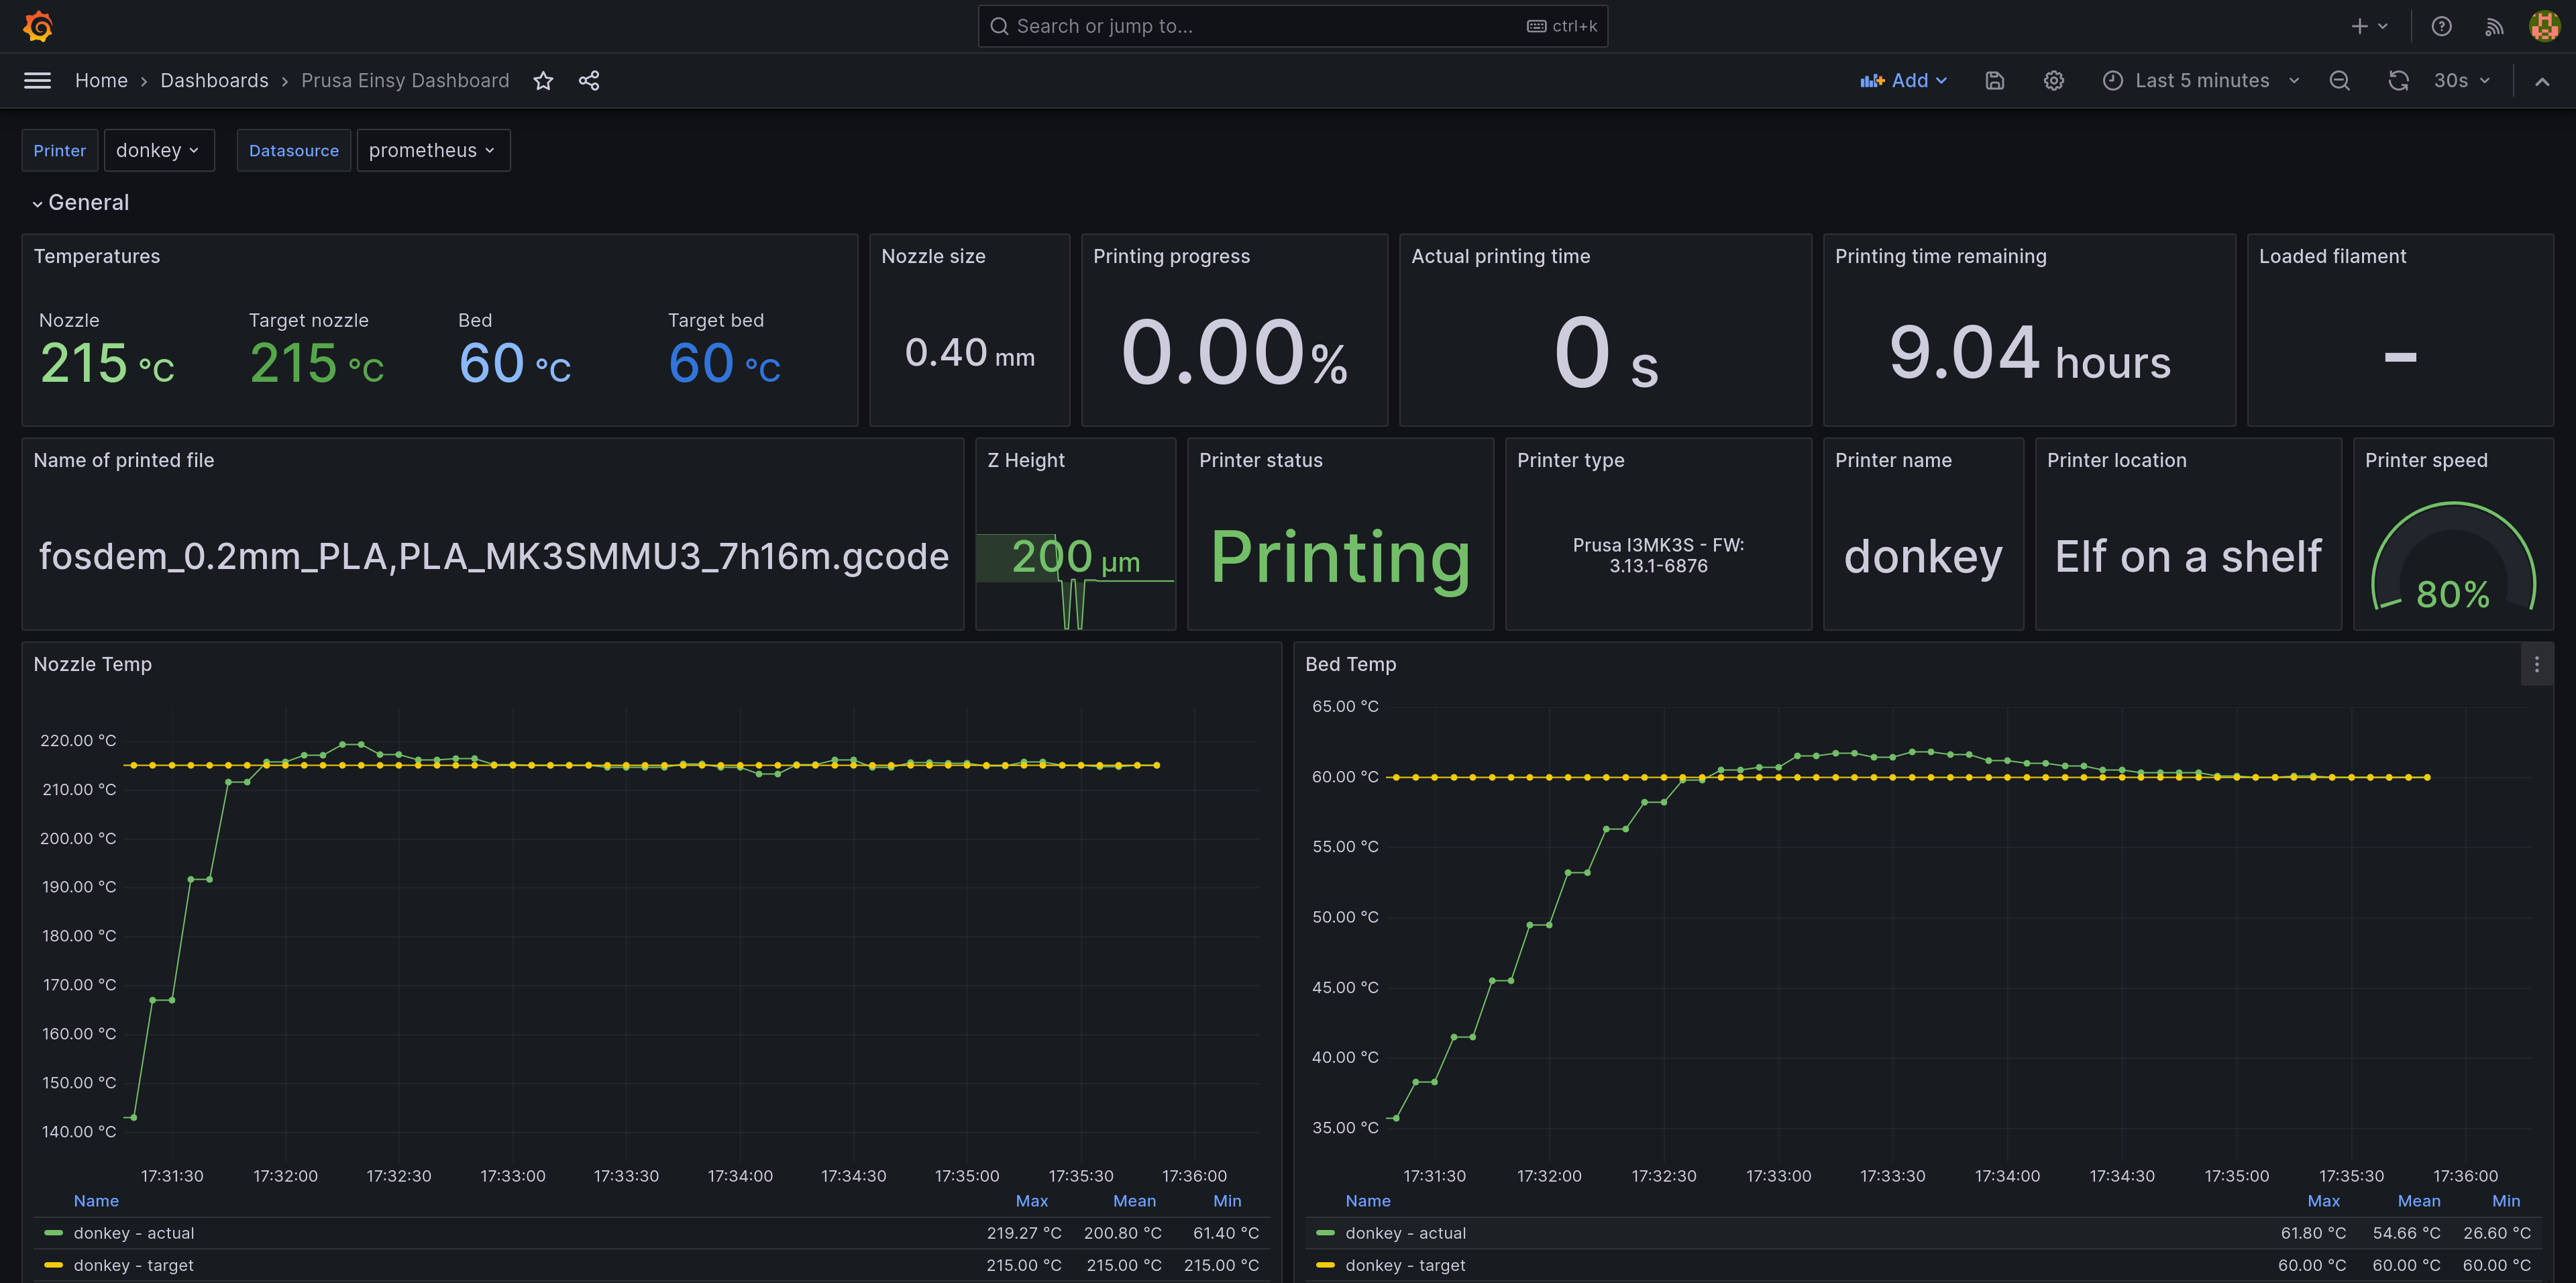 Search or jump to...
ctrl+k
Home › Dashboards › Prusa Einsy Dashboard
Add
Last 5 minutes
30s
Printer
donkey
Datasource
prometheus
General
Temperatures
Nozzle
215 °C
Target nozzle
215 °C
Bed
60 °C
Target bed
60 °C
Nozzle size
0.40 mm
Printing progress
0.00%
Actual printing time
0 s
Printing time remaining
9.04 hours
Loaded filament
-
Name of printed file
fosdem_0.2mm_PLA,PLA_MK3SMMU3_7h16m.gcode
Z Height
200 µm
Printer status
Printing
Printer type
Prusa I3MK3S - FW:
3.13.1-6876
Printer name
donkey
Printer location
Elf on a shelf
Printer speed
80%
Nozzle Temp
220.00 °C
210.00 °C
200.00 °C
190.00 °C
180.00 °C
170.00 °C
160.00 °C
150.00 °C
140.00 °C
17:31:30 17:32:00 17:32:30 17:33:00 17:33:30 17:34:00 17:34:30 17:35:00 17:35:30 17:36:00
Name Max Mean Min
donkey - actual 219.27 °C 200.80 °C 61.40 °C
donkey - target 215.00 °C 215.00 °C 215.00 °C
Bed Temp
65.00 °C
60.00 °C
55.00 °C
50.00 °C
45.00 °C
40.00 °C
35.00 °C
17:31:30 17:32:00 17:32:30 17:33:00 17:33:30 17:34:00 17:34:30 17:35:00 17:35:30 17:36:00
Name Max Mean Min
donkey - actual 61.80 °C 54.66 °C 26.60 °C
donkey - target 60.00 °C 60.00 °C 60.00 °C